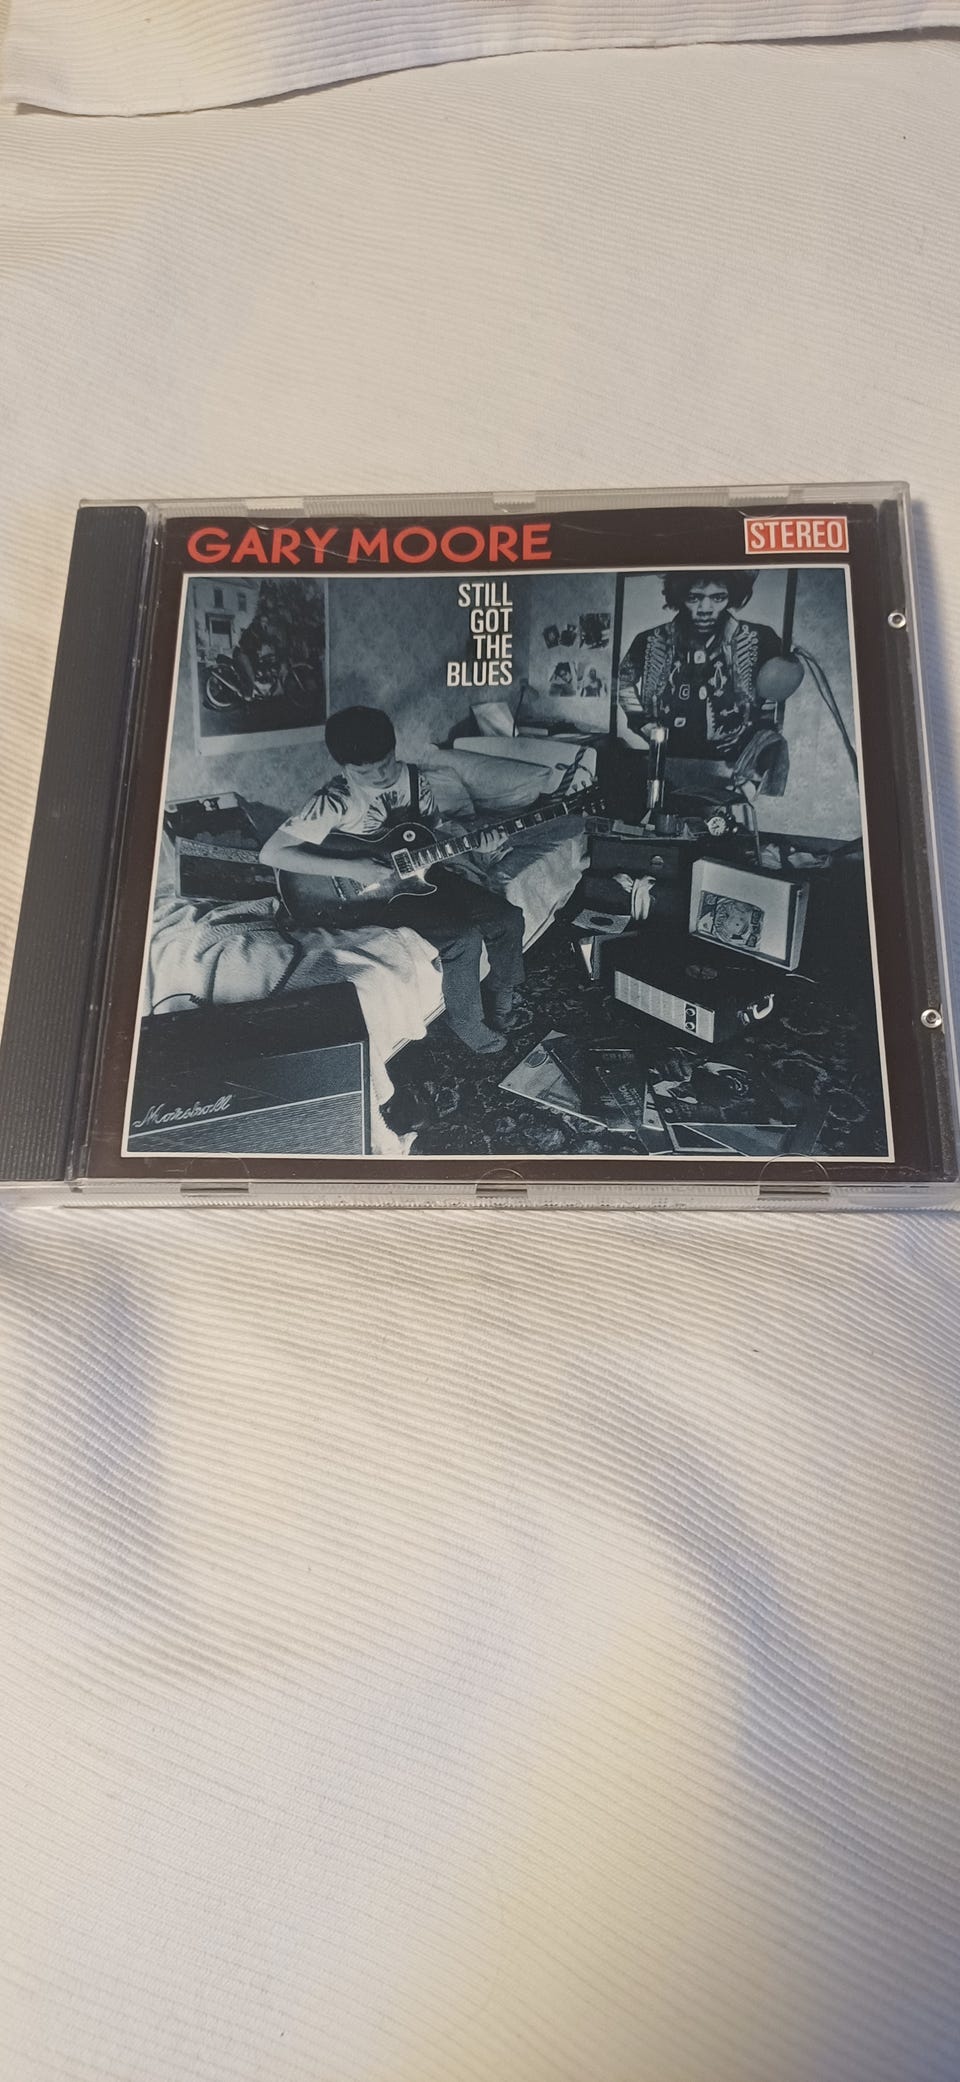 GARY MOORE
STEREO
STILL
GOT
THE
BLUES
Marshall